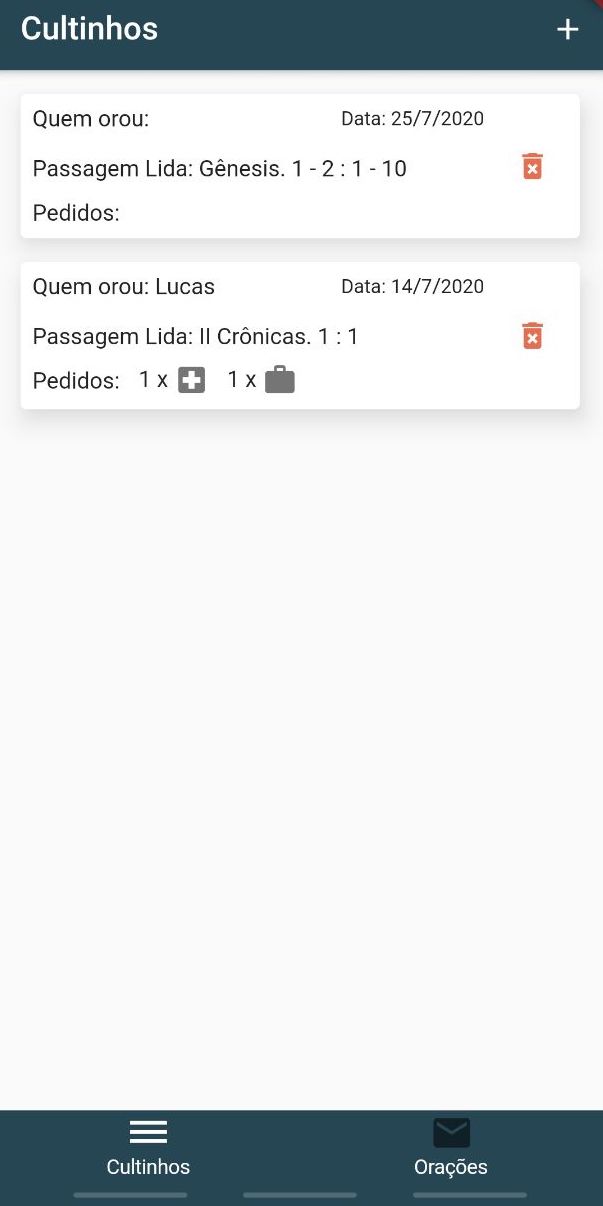 Cultinhos
Quem orou: Data: 25/7/2020
Passagem Lida: Gênesis. 1 - 2 : 1 - 10
Pedidos:
Quem orou: Lucas Data: 14/7/2020
Passagem Lida: II Crônicas. 1 : 1
Pedidos: 1 x 1 x
Cultinhos Orações